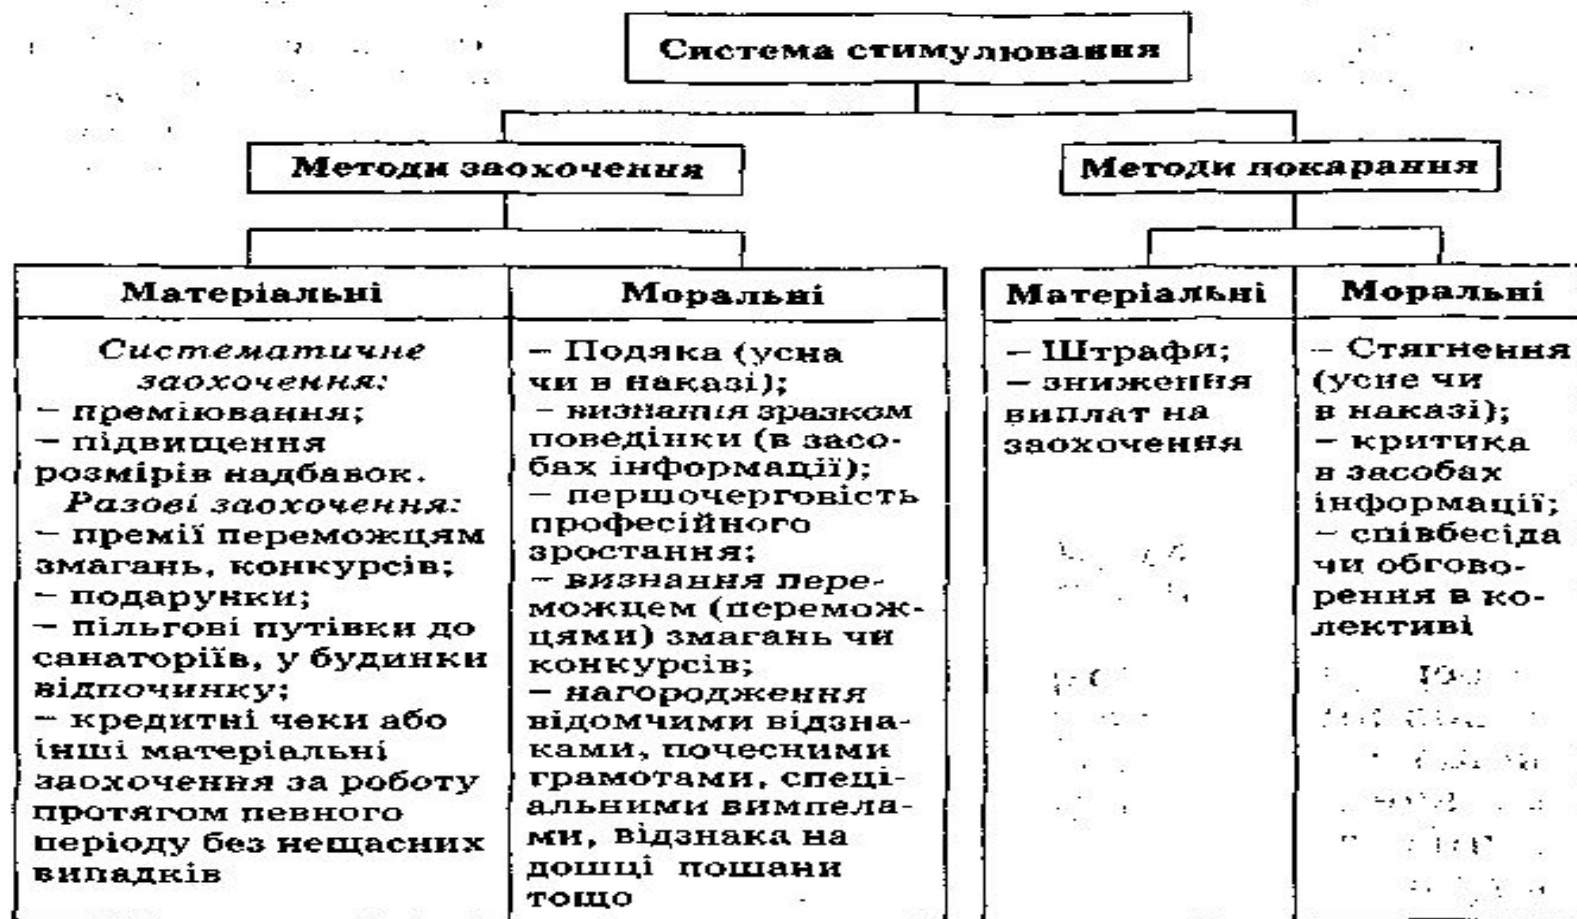 Система стимулювання
Методи заохочення
Методи покарання
Матеріальні
Систематичне
заохочення:
– преміювання;
– підвищення
розмірів надбавок.
Разові заохочення:
– премії переможцям
змагань, конкурсів;
– подарунки;
– пільгові путівки до
санаторіїв, у будинки
відпочинку;
– кредитні чеки або
інші матеріальні
заохочення за роботу
протягом певного
періоду без нещасних
випадків
Моральні
– Подяка (усна
чи в наказі);
– визнання зразком
поведінки (в засо-
бах інформації);
– першочерговість
професійного
зростання;
– визнання пере-
можцем (перемож-
цями) змагань чи
конкурсів;
– нагородження
відомчими відзна-
ками, почесними
грамотами, спеці-
альними вимпела-
ми, відзнака на
дошці пошани
тощо
Матеріальні
– Штрафи;
– зниження
виплат на
заохочення
Моральні
– Стягнення
(усне чи
в наказі);
– критика
в засобах
інформації;
– співбесіда
чи обгово-
рення в ко-
лективі